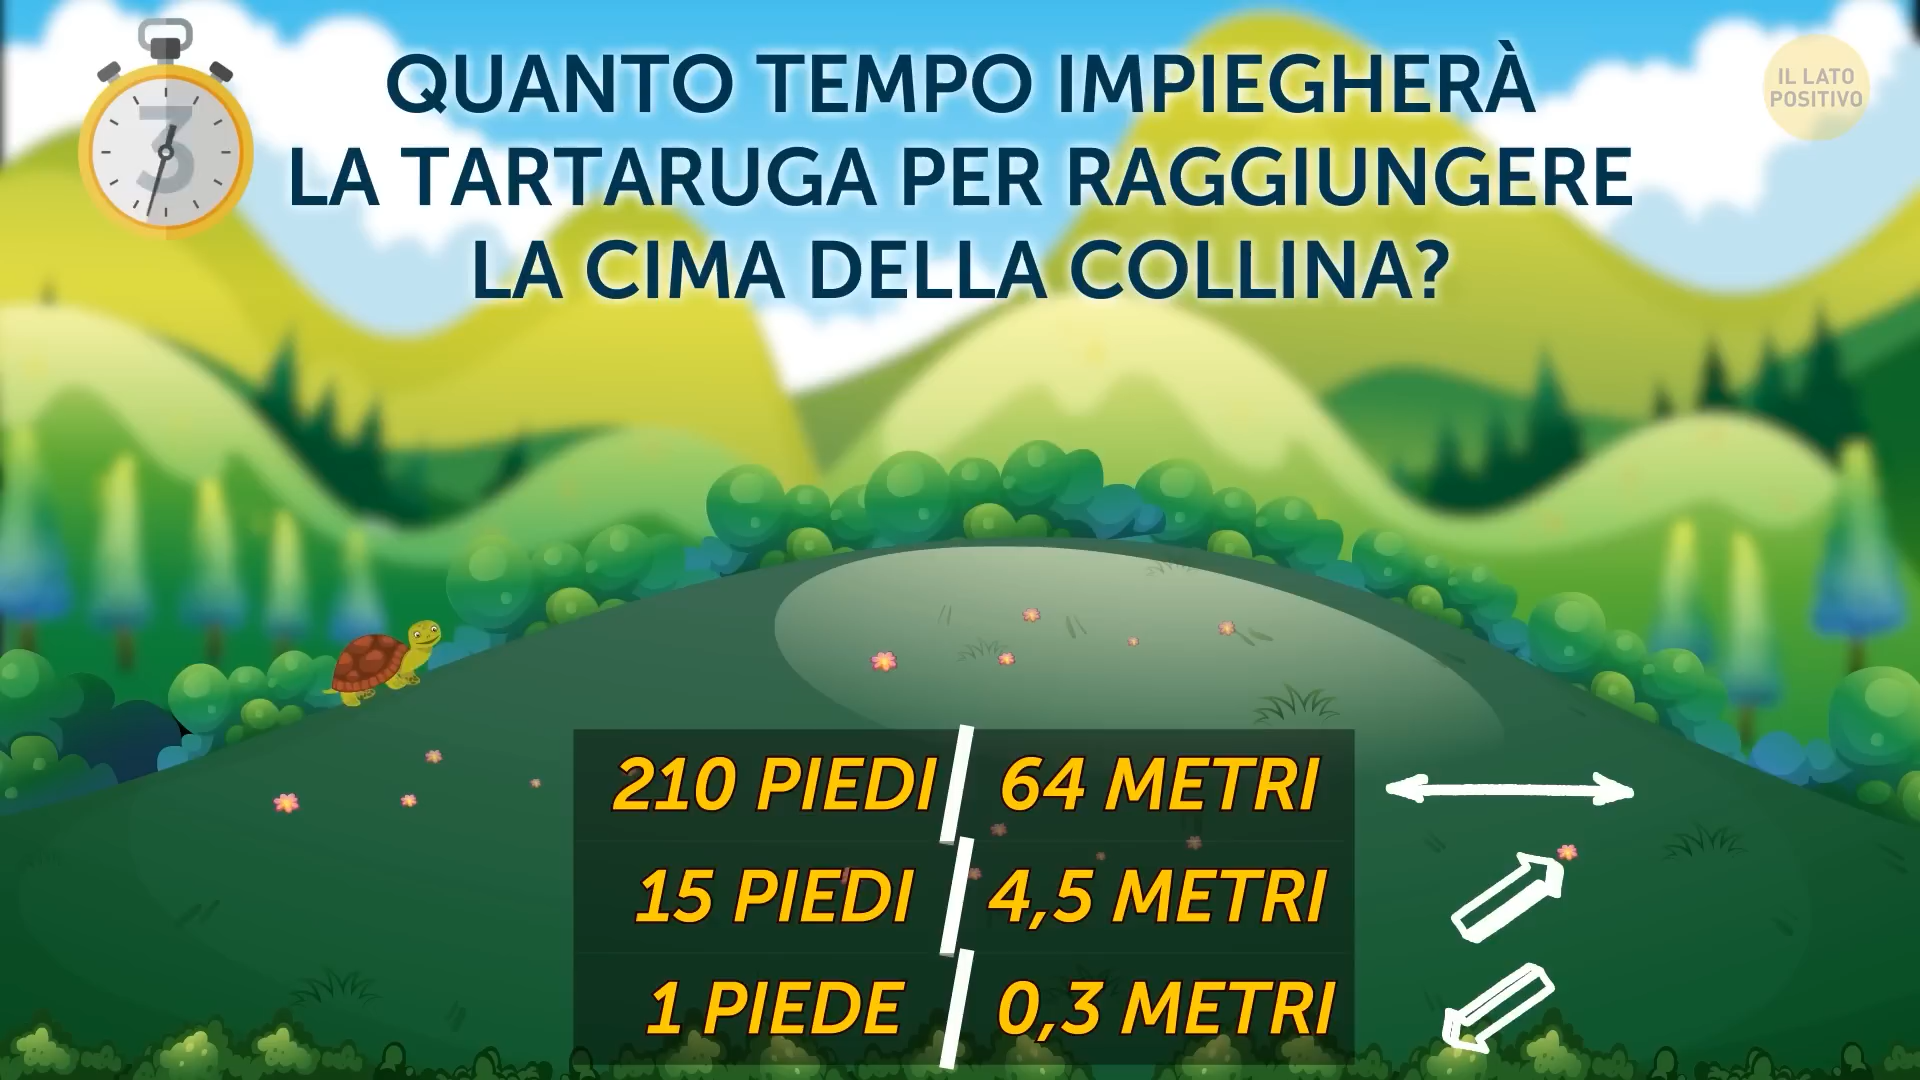 3
QUANTO TEMPO IMPIEGHERÀ
LA TARTARUGA PER RAGGIUNGERE
LA CIMA DELLA COLLINA?
IL LATO
POSITIVO
210 PIEDI / 64 METRI
15 PIEDI / 4,5 METRI
1 PIEDE / 0,3 METRI